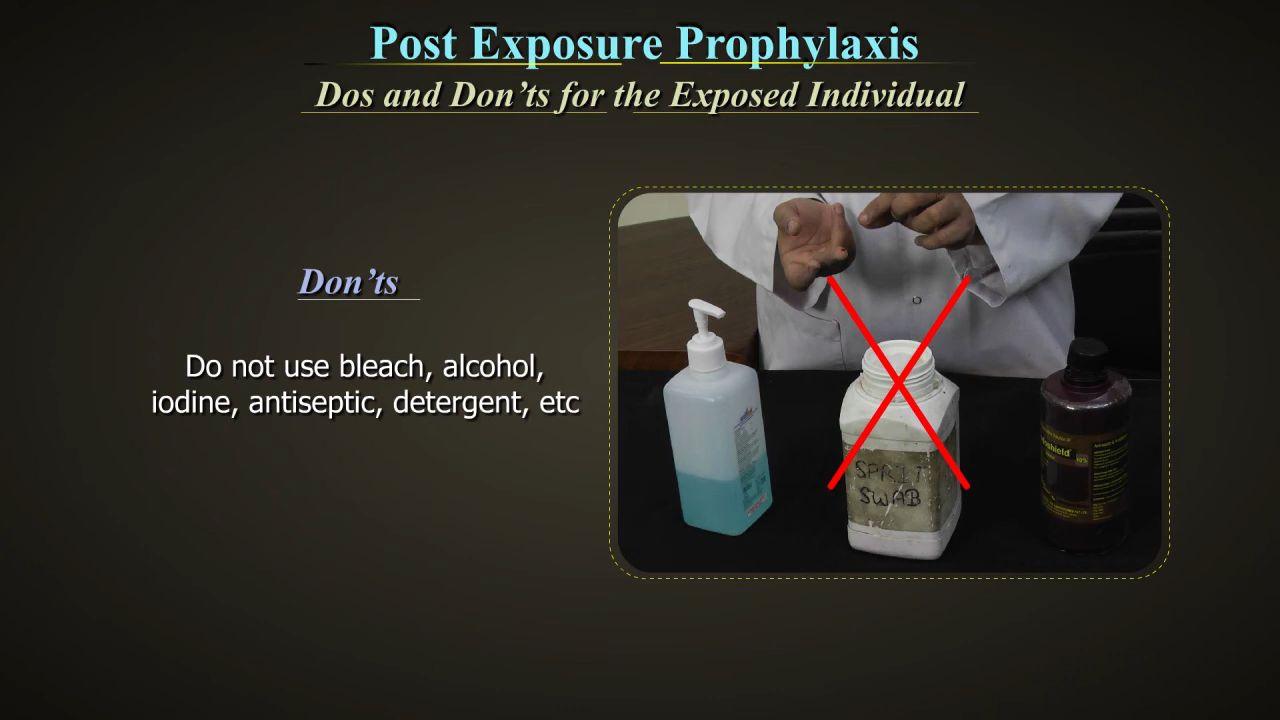 Post Exposure Prophylaxis
Dos and Don’ts for the Exposed Individual
Don’ts
Do not use bleach, alcohol,
iodine, antiseptic, detergent, etc
SPRIT
SWAB